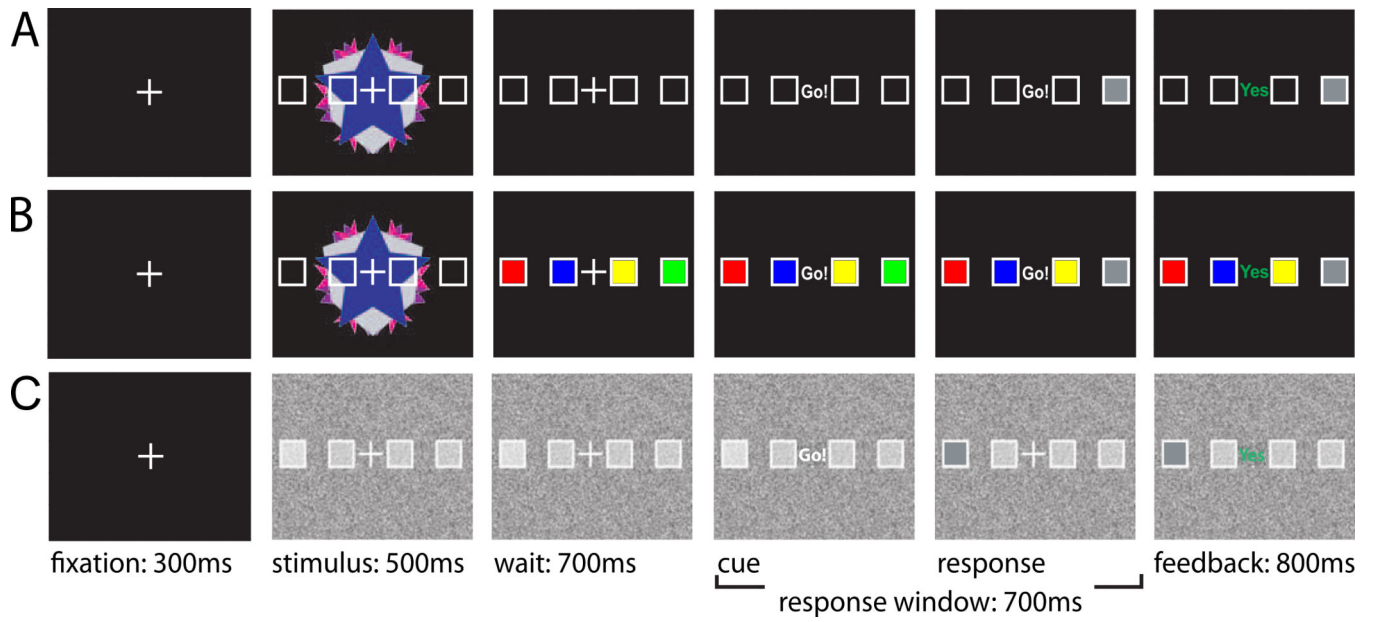 A
Go!
Go!
Yes
B
Go!
Go!
Yes
C
Go!
Yes
fixation: 300ms
stimulus: 500ms
wait: 700ms
cue
response
feedback: 800ms
response window: 700ms